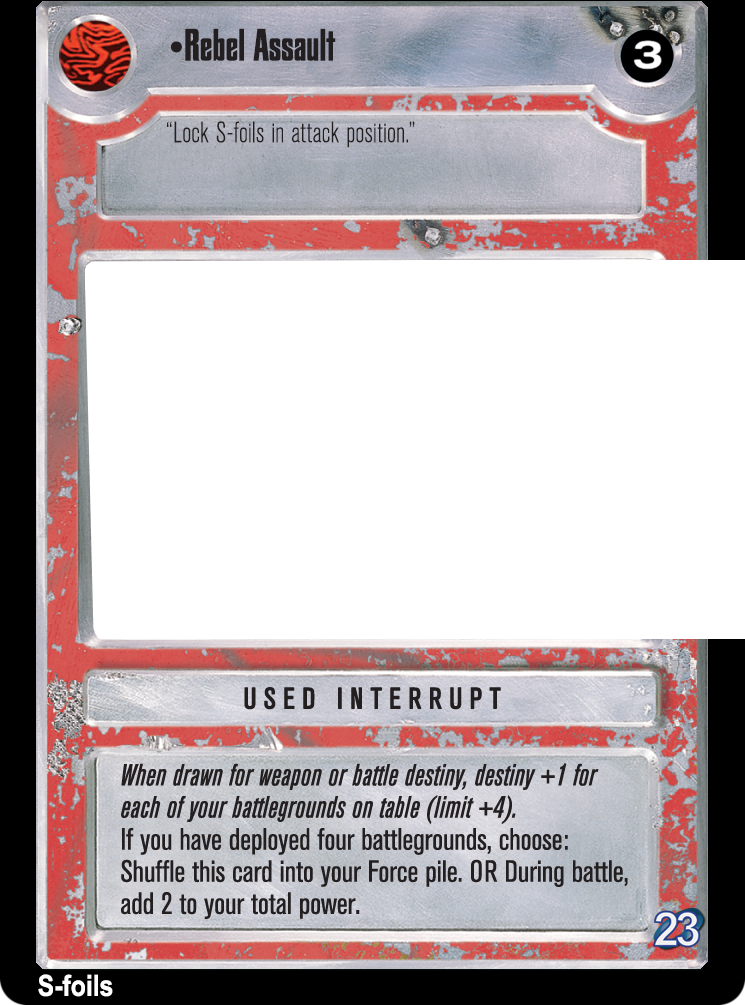 •Rebel Assault
3
“Lock S-foils in attack position.”
USED INTERRUPT
When drawn for weapon or battle destiny, destiny +1 for
each of your battlegrounds on table (limit +4).
If you have deployed four battlegrounds, choose:
Shuffle this card into your Force pile. OR During battle,
add 2 to your total power.
23
S-foils